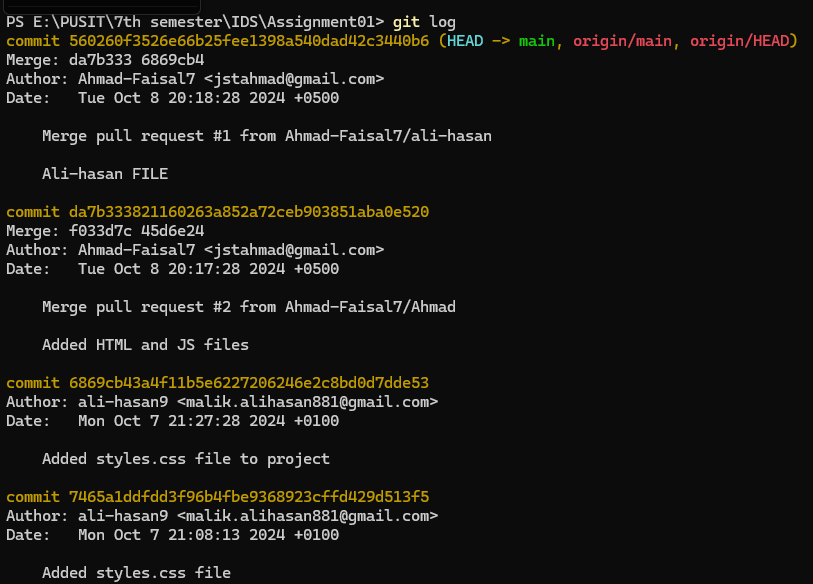 PS E:\PUSIT\7th semester\IDS\Assignment01> git log
commit 560260f3526e66b25fee1398a540dad42c3440b6 (HEAD -> main, origin/main, origin/HEAD)
Merge: da7b333 6869cb4
Author: Ahmad-Faisal7 <jstahmad@gmail.com>
Date:   Tue Oct 8 20:18:28 2024 +0500
    Merge pull request #1 from Ahmad-Faisal7/ali-hasan
    Ali-hasan FILE
commit da7b333821160263a852a72ceb903851aba0e520
Merge: f033d7c 45d6e24
Author: Ahmad-Faisal7 <jstahmad@gmail.com>
Date:   Tue Oct 8 20:17:28 2024 +0500
    Merge pull request #2 from Ahmad-Faisal7/Ahmad
    Added HTML and JS files
commit 6869cb43a4f11b5e6227206246e2c8bd0d7dde53
Author: ali-hasan9 <malik.alihasan881@gmail.com>
Date:   Mon Oct 7 21:27:28 2024 +0100
    Added styles.css file to project
commit 7465a1ddfdd3f96b4fbe9368923cffd429d513f5
Author: ali-hasan9 <malik.alihasan881@gmail.com>
Date:   Mon Oct 7 21:08:13 2024 +0100
    Added styles.css file